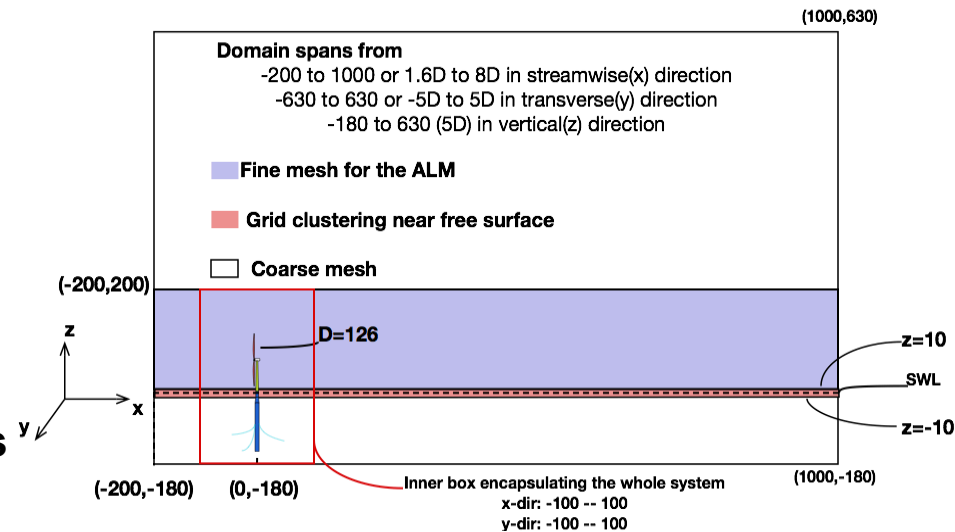 (1000,630)
Domain spans from
-200 to 1000 or 1.6D to 8D in streamwise(x) direction
-630 to 630 or -5D to 5D in transverse(y) direction
-180 to 630 (5D) in vertical(z) direction
Fine mesh for the ALM
Grid clustering near free surface
Coarse mesh
(-200,200)
z
D=126
z=10
SWL
x
y
s
z=-10
(-200,-180)
(0,-180)
(1000,-180)
Inner box encapsulating the whole system
x-dir: -100 -- 100
y-dir: -100 -- 100